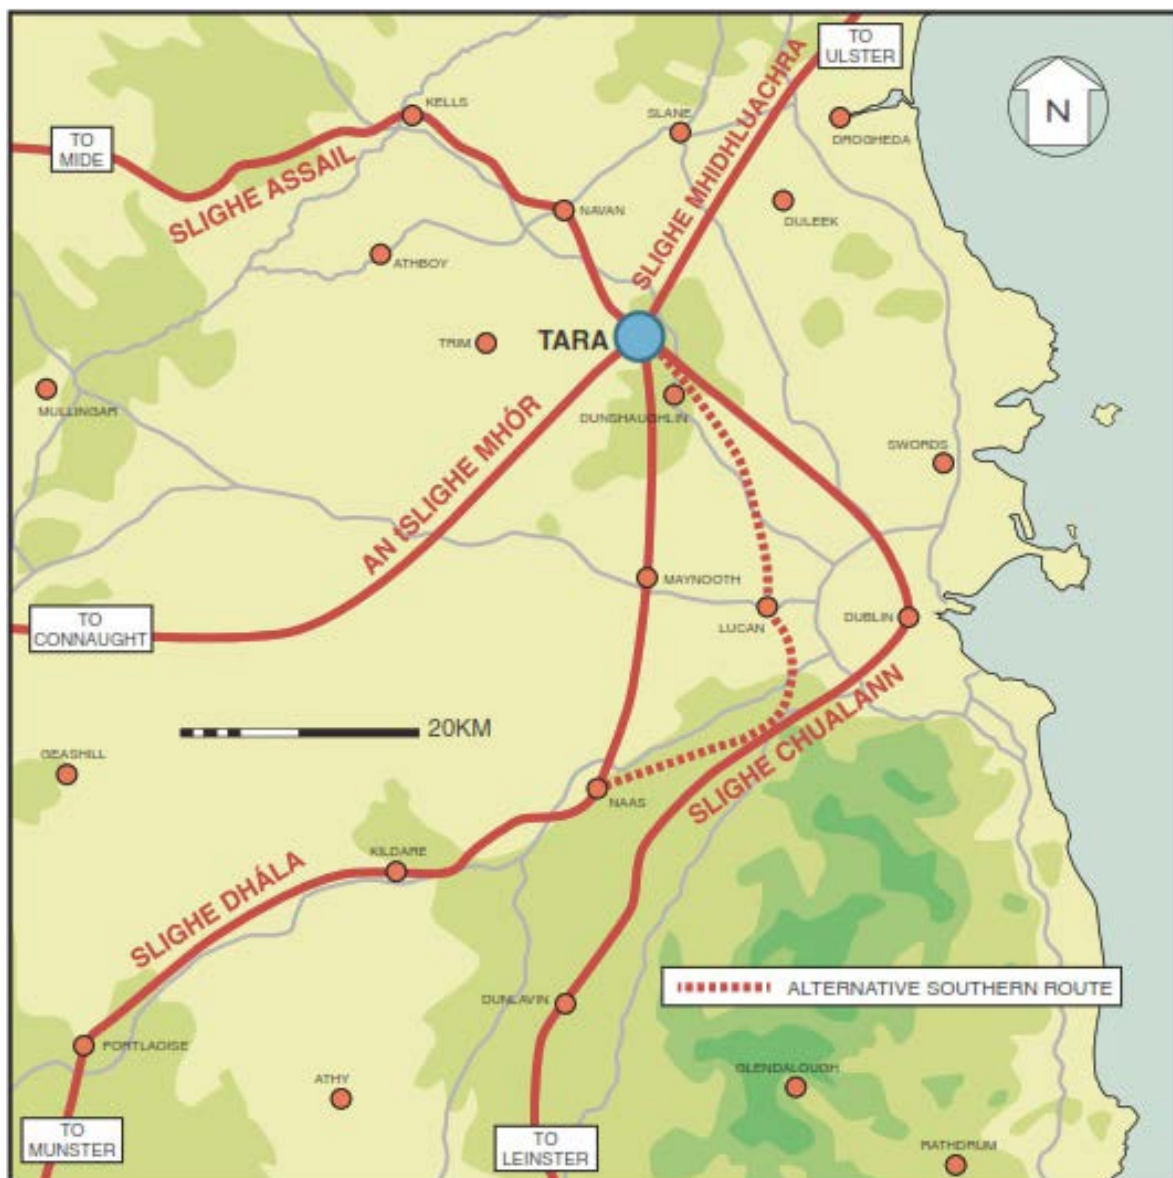 TO
ULSTER
N
KELLS
SLANE
DROGHEDA
TO
MIDE
SLIGHE ASSAIL
SLIGHE MHIDHLUACHRA
NAVAN
DULEEK
ATHBOY
TARA
TRIM
MULLINGAR
DUNSHAUGHLIN
AN tSLIGHE MHÓR
SWORDS
MAYNOOTH
TO
CONNAUGHT
LUCAN
DUBLIN
20KM
SLIGHE CHUALANN
GEASHILL
NAAS
KILDARE
SLIGHE DHÁLA
ALTERNATIVE SOUTHERN ROUTE
DUNLAVIN
PORTLAOISE
GLENDALOUGH
ATHY
TO
MUNSTER
TO
LEINSTER
RATHDRUM